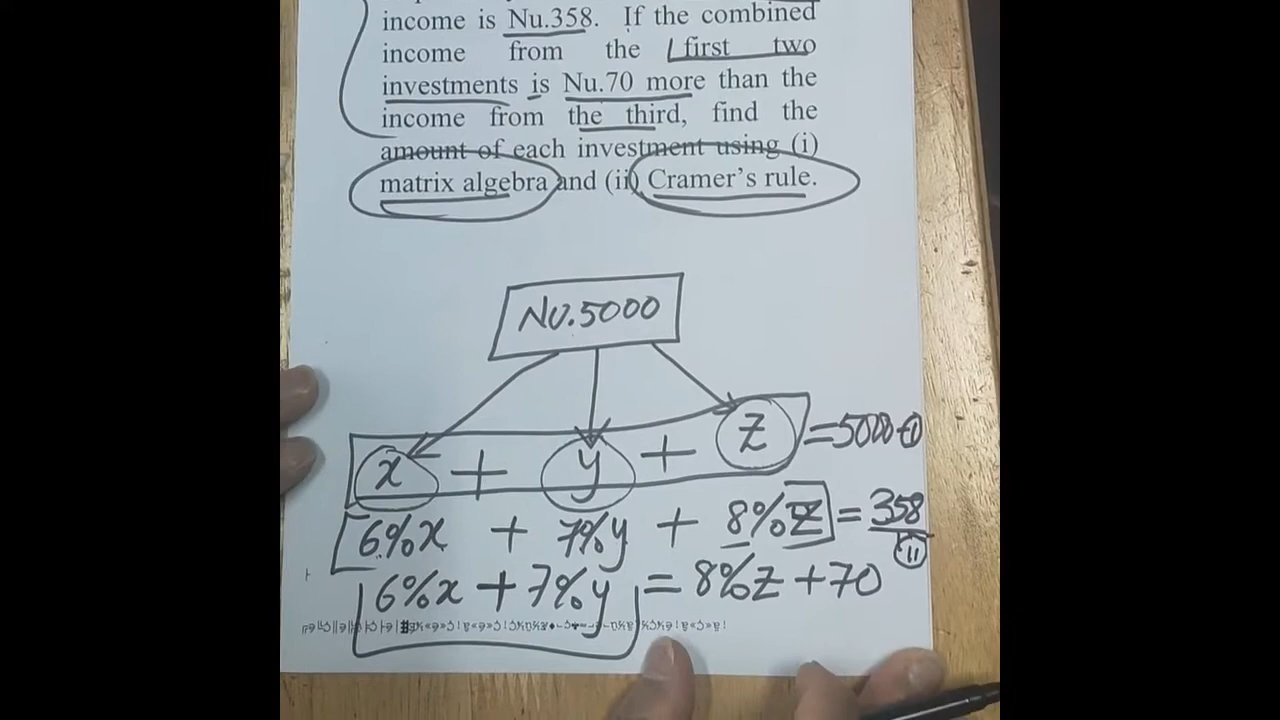 income is Nu.358. If the combined
income from the first two
investments is Nu.70 more than the
income from the third, find the
amount of each investment using (i)
matrix algebra and (ii) Cramer's rule.
NU.5000
x + y + z = 5000-(i)
6%x + 7%y + 8%z = 358
(ii)
6%x + 7%y = 8%z + 70